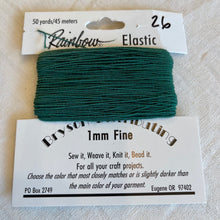 50 yards/45 meters
26
Rainbow Elastic
1mm Fine
Sew it, Weave it, Knit it, Bead it.
For all your craft projects.
Choose the color that most closely matches or is slightly darker than
the main color of your garment.
PO Box 2749 Eugene OR 97402